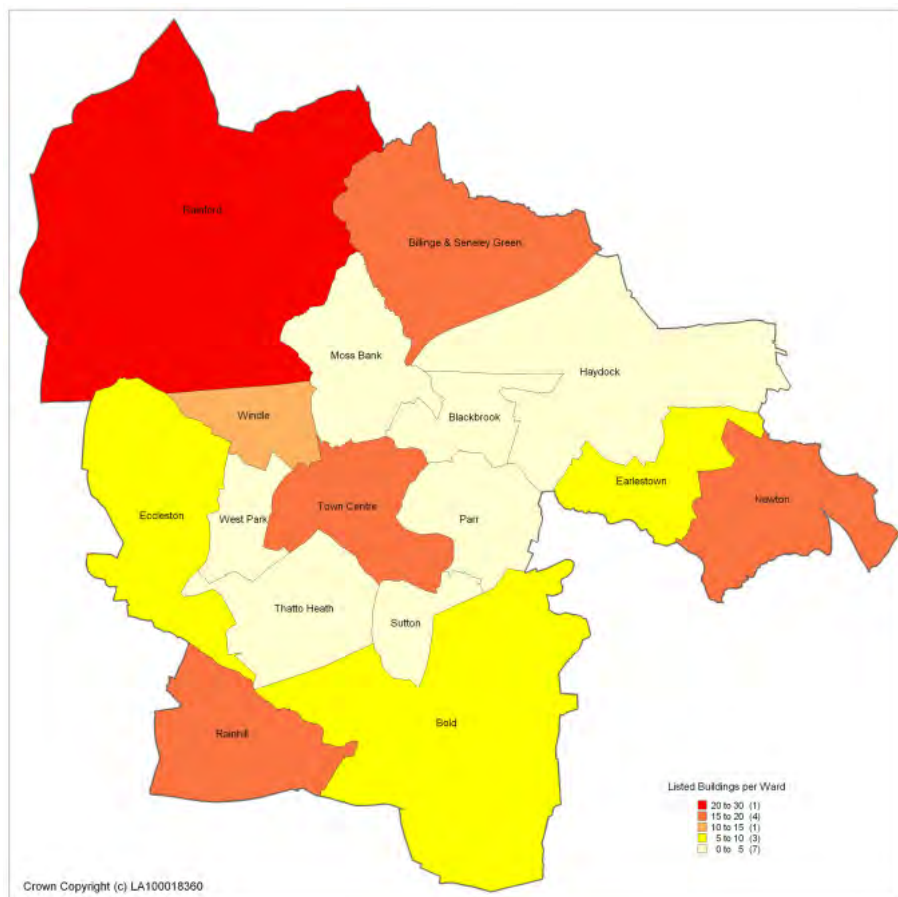 Rainford
Billinge & Seneley Green
Moss Bank
Haydock
Windle
Blackbrook
Earlestown
Newton
Eccleston
West Park
Town Centre
Parr
Thatto Heath
Sutton
Bold
Rainhill
Listed Buildings per Ward
20 to 30 (1)
15 to 20 (4)
10 to 15 (1)
5 to 10 (3)
0 to 5 (7)
Crown Copyright (c) LA100018360